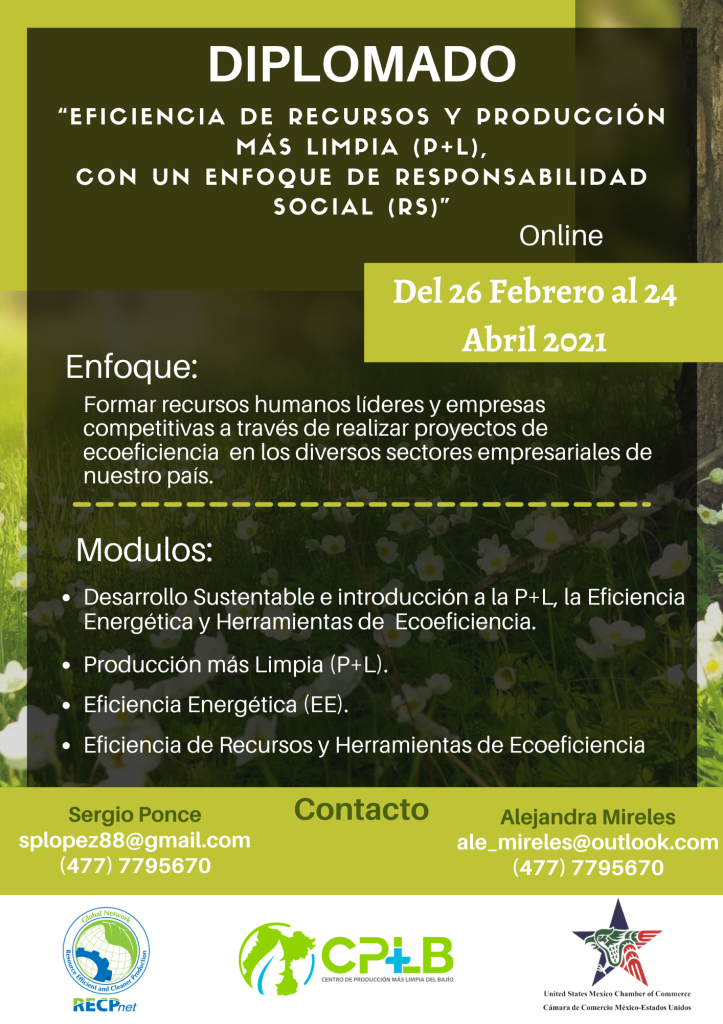 DIPLOMADO
“EFICIENCIA DE RECURSOS Y PRODUCCIÓN
MÁS LIMPIA (P+L),
CON UN ENFOQUE DE RESPONSABILIDAD
SOCIAL (RS)”
Online
Del 26 Febrero al 24
Abril 2021
Enfoque:
Formar recursos humanos líderes y empresas
competitivas a través de realizar proyectos de
ecoeficiencia en los diversos sectores empresariales de
nuestro país.
Modulos:
• Desarrollo Sustentable e introducción a la P+L, la Eficiencia
Energética y Herramientas de Ecoeficiencia.
• Producción más Limpia (P+L).
• Eficiencia Energética (EE).
• Eficiencia de Recursos y Herramientas de Ecoeficiencia
Contacto
Sergio Ponce
splopez88@gmail.com
(477) 7795670
Alejandra Mireles
ale_mireles@outlook.com
(477) 7795670
Global Network
Resource Efficient and Cleaner Production
RECPnet
CP+LB
CENTRO DE PRODUCCIÓN MÁS LIMPIA DEL BAJÍO
United States Mexico Chamber of Commerce
Cámara de Comercio México-Estados Unidos